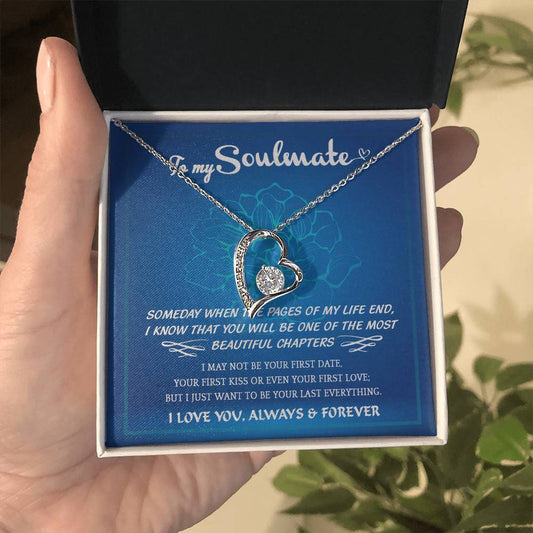 To my Soulmate
SOMEDAY WHEN THE PAGES OF MY LIFE END,
I KNOW THAT YOU WILL BE ONE OF THE MOST
BEAUTIFUL CHAPTERS
I MAY NOT BE YOUR FIRST DATE,
YOUR FIRST KISS OR EVEN YOUR FIRST LOVE;
BUT I JUST WANT TO BE YOUR LAST EVERYTHING.
I LOVE YOU, ALWAYS & FOREVER